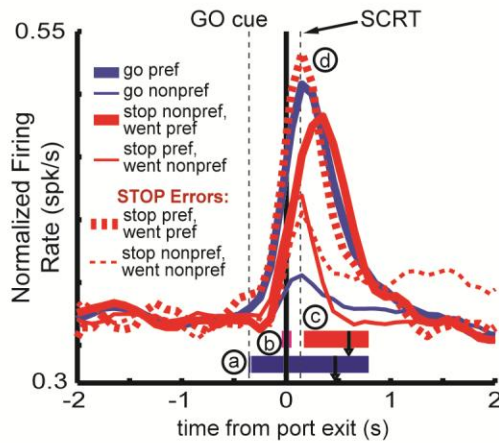 GO cue
SCRT
0.55
d
go pref
go nonpref
stop nonpref,
went pref
stop pref,
went nonpref
STOP Errors:
stop pref,
went pref
stop nonpref,
went nonpref
Normalized Firing
Rate (spk/s)
c
b
a
0.3
-2 -1 0 1 2
time from port exit (s)